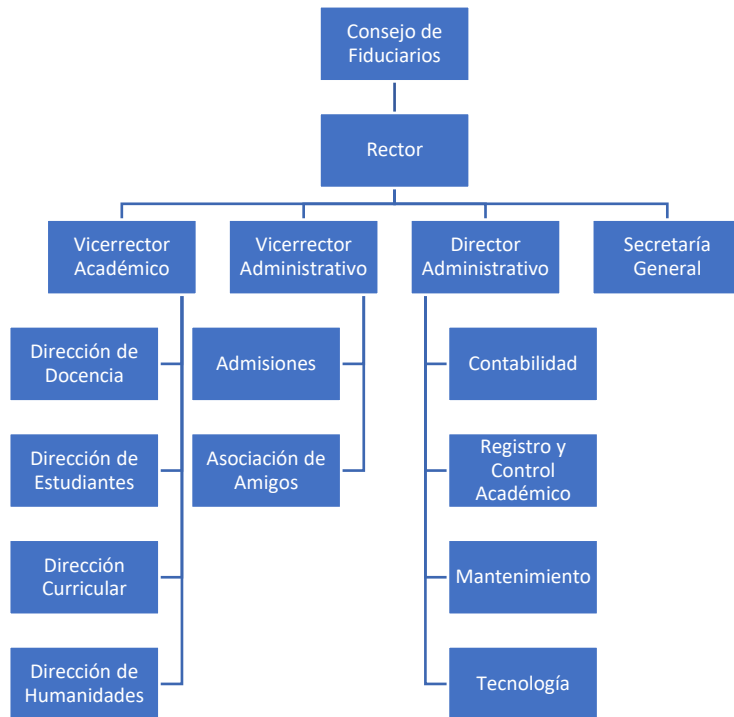 Consejo de
Fiduciarios
Rector
Vicerrector
Académico
Vicerrector
Administrativo
Director
Administrativo
Secretaría
General
Dirección de
Docencia
Admisiones
Contabilidad
Dirección de
Estudiantes
Asociación de
Amigos
Registro y
Control
Académico
Dirección
Curricular
Mantenimiento
Dirección de
Humanidades
Tecnología